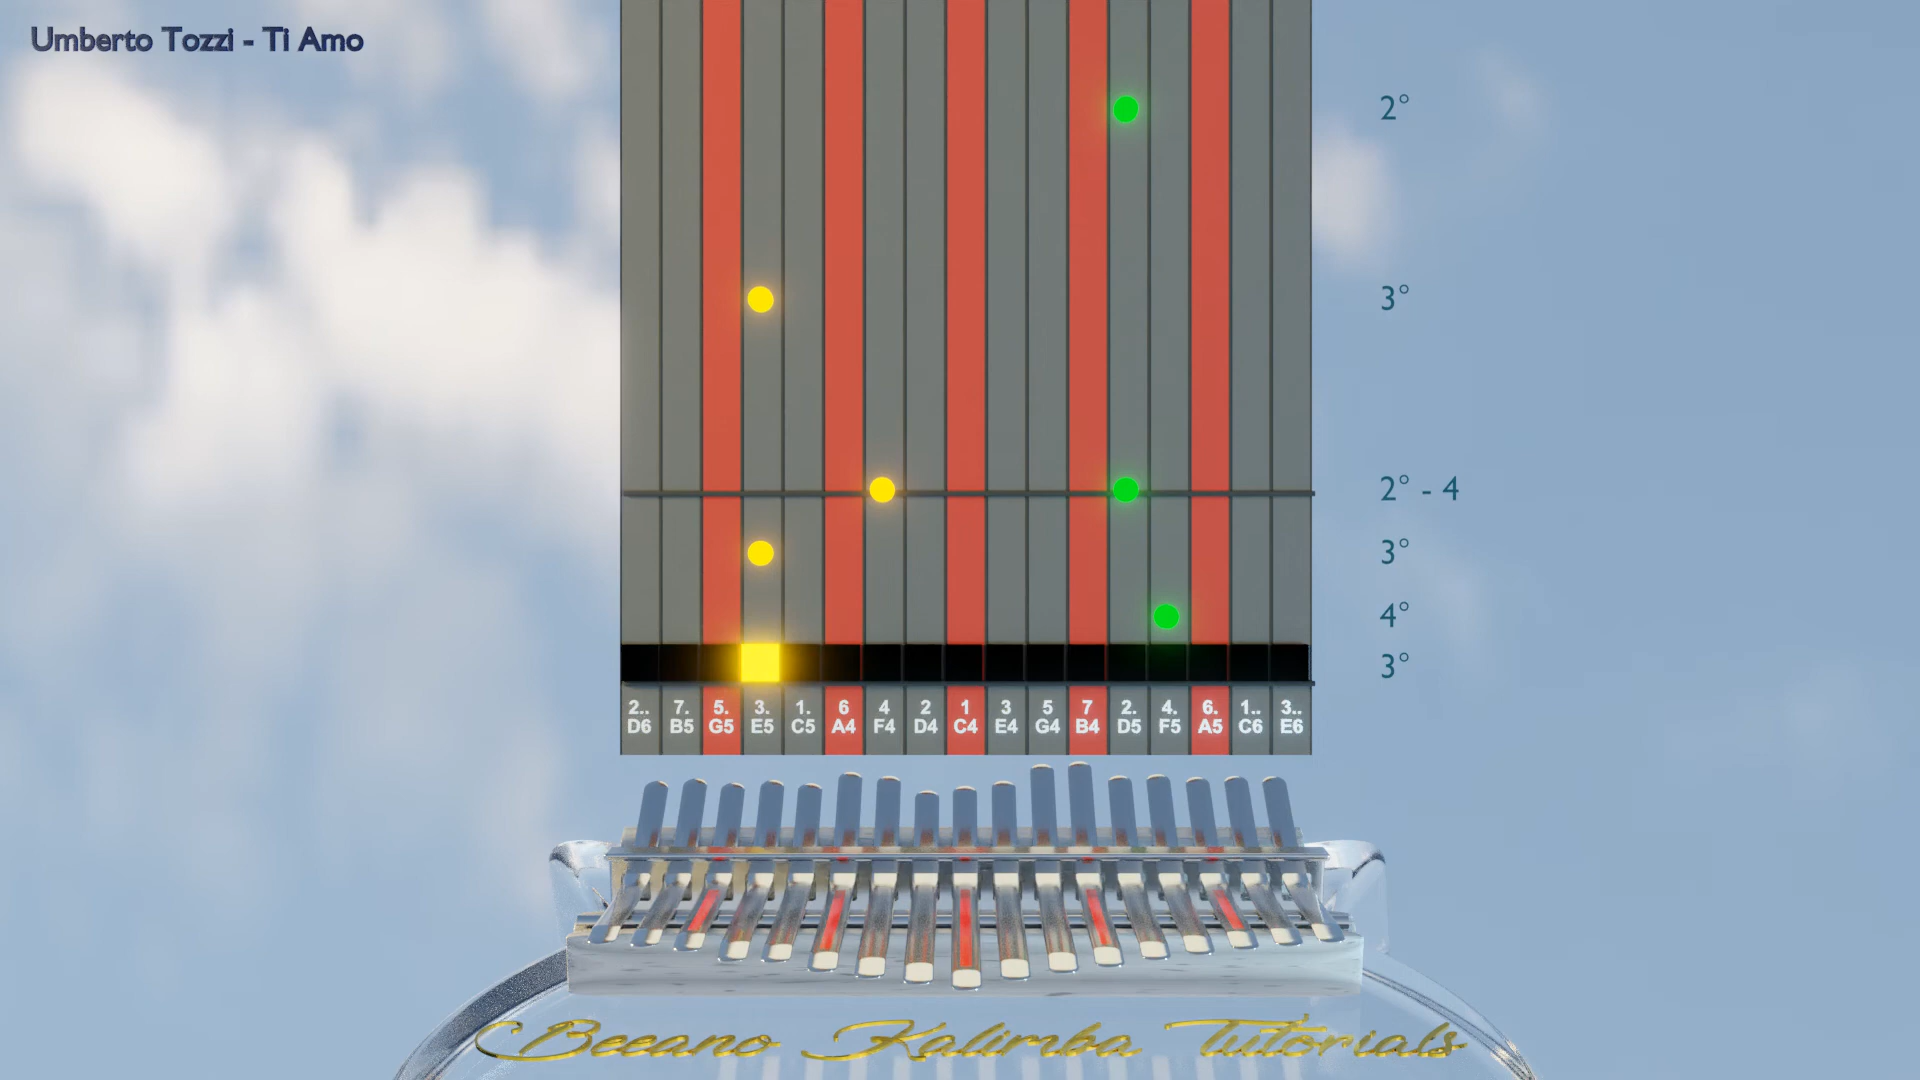 Umberto Tozzi - Ti Amo
2°
3°
2° - 4
3°
4°
3°
2.. 7. 5. 3. 1. 6 4 2 1 3 5 7 2. 4. 6. 1.. 3..
D6 B5 G5 E5 C5 A4 F4 D4 C4 E4 G4 B4 D5 F5 A5 C6 E6
Beeano Kalimba Tutorials